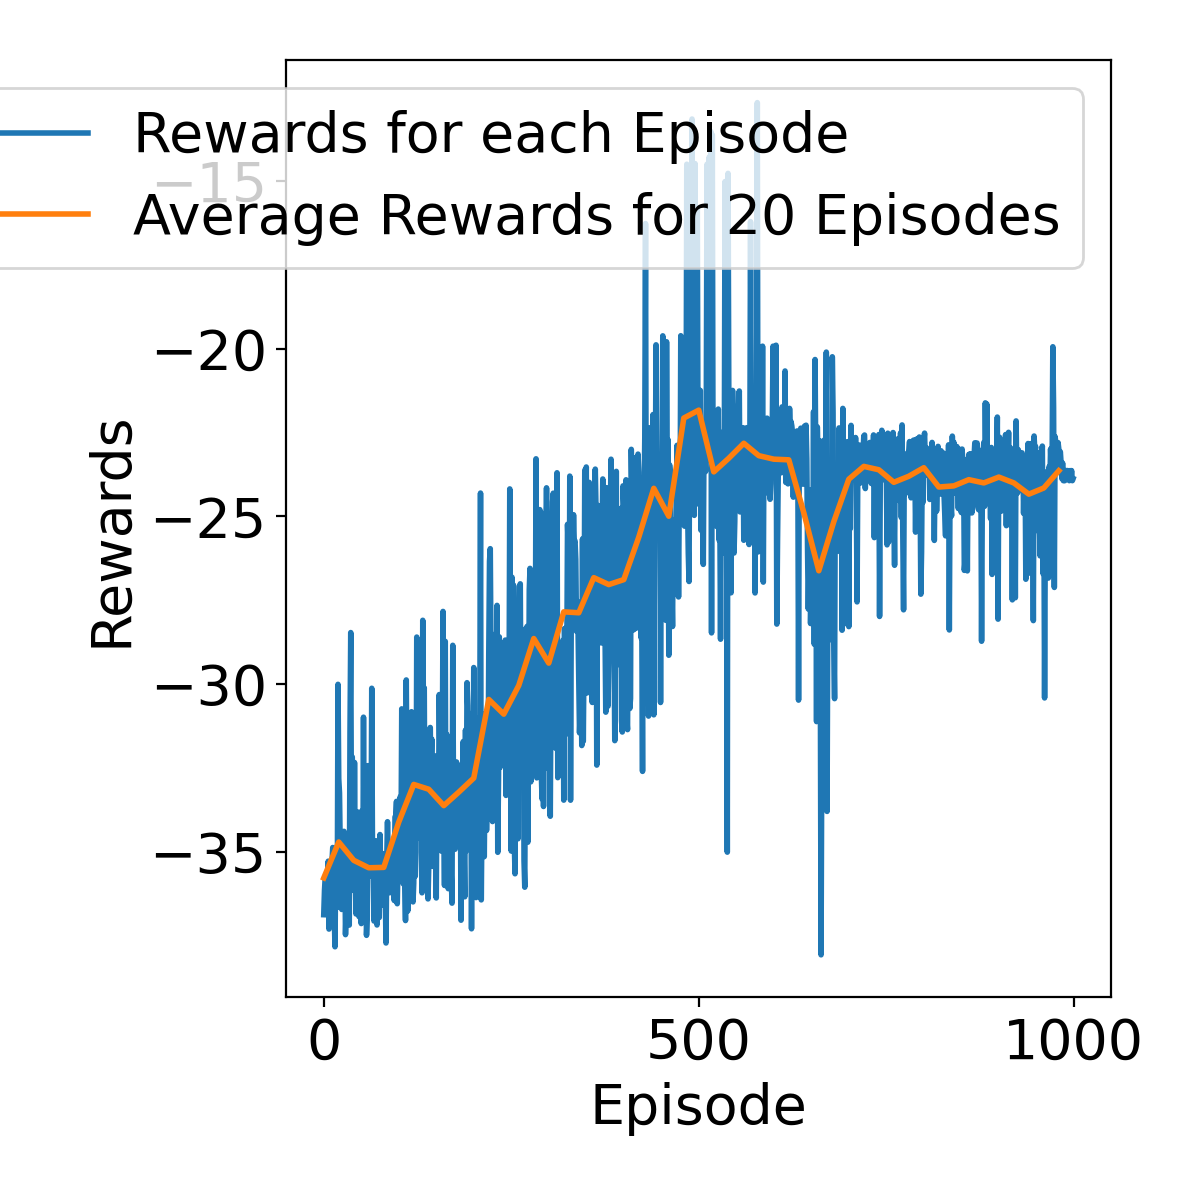 Rewards for each Episode
Average Rewards for 20 Episodes
−15
−20
−25
−30
−35
Rewards
0 500 1000
Episode